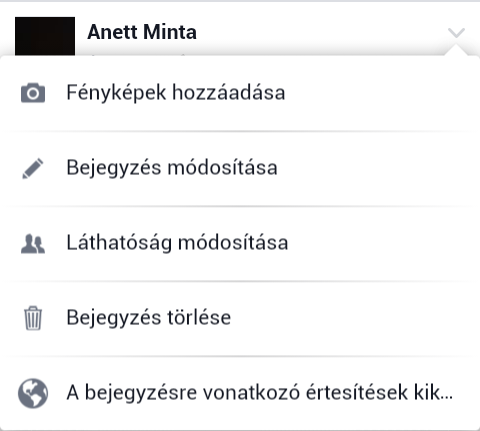 Anett Minta
Fényképek hozzáadása
Bejegyzés módosítása
Láthatóság módosítása
Bejegyzés törlése
A bejegyzésre vonatkozó értesítések kik...